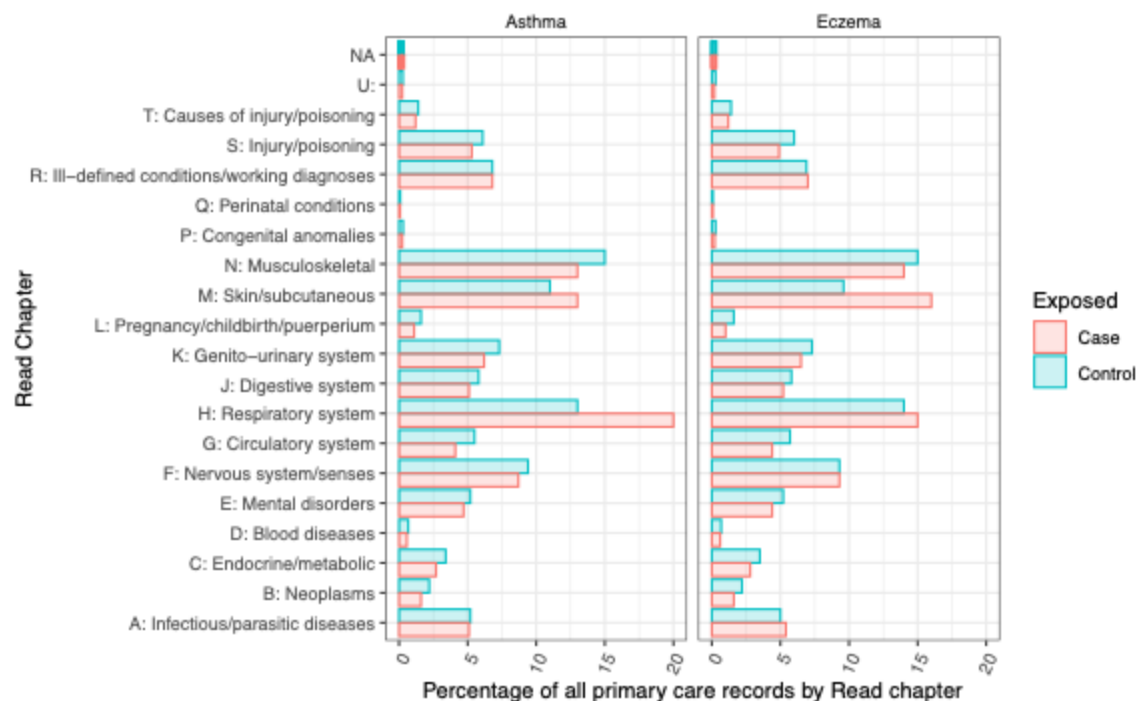 Asthma
Eczema
Read Chapter
NA
U:
T: Causes of injury/poisoning
S: Injury/poisoning
R: Ill−defined conditions/working diagnoses
Q: Perinatal conditions
P: Congenital anomalies
N: Musculoskeletal
M: Skin/subcutaneous
L: Pregnancy/childbirth/puerperium
K: Genito−urinary system
J: Digestive system
H: Respiratory system
G: Circulatory system
F: Nervous system/senses
E: Mental disorders
D: Blood diseases
C: Endocrine/metabolic
B: Neoplasms
A: Infectious/parasitic diseases
0 5 10 15 20
0 5 10 15 20
Percentage of all primary care records by Read chapter
Exposed
Case
Control